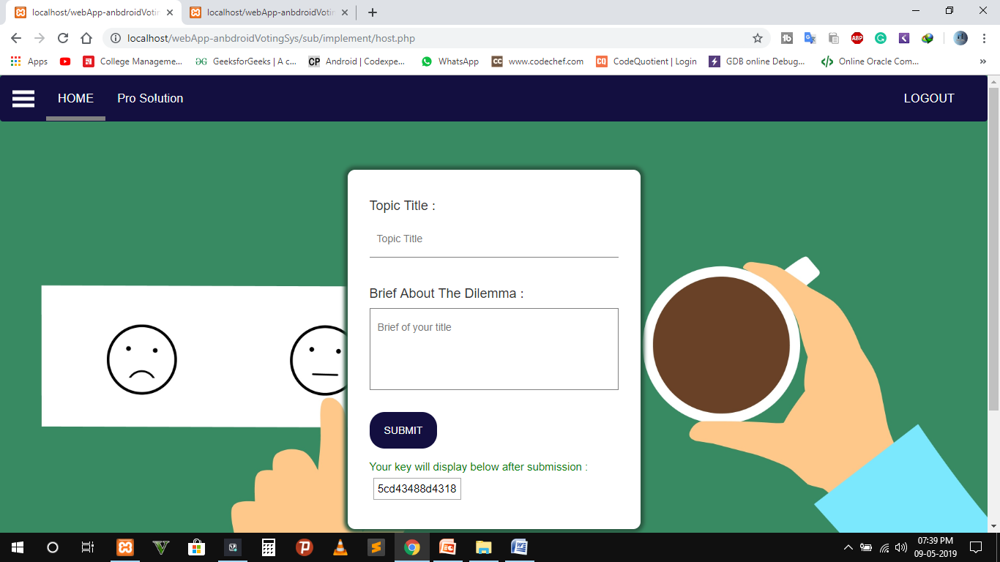 localhost/webApp-anbdroidVotin
localhost/webApp-anbdroidVotin
localhost/webApp-anbdroidVotingSys/sub/implement/host.php
Apps
College Manageme...
GeeksforGeeks | A c...
CP Android | Codexpe...
WhatsApp
CC www.codechef.com
CQ CodeQuotient | Login
GDB online Debug...
Online Oracle Com...
HOME
Pro Solution
LOGOUT
Topic Title :
Topic Title
Brief About The Dilemma :
Brief of your title
SUBMIT
Your key will display below after submission :
5cd43488d4318
07:39 PM
09-05-2019